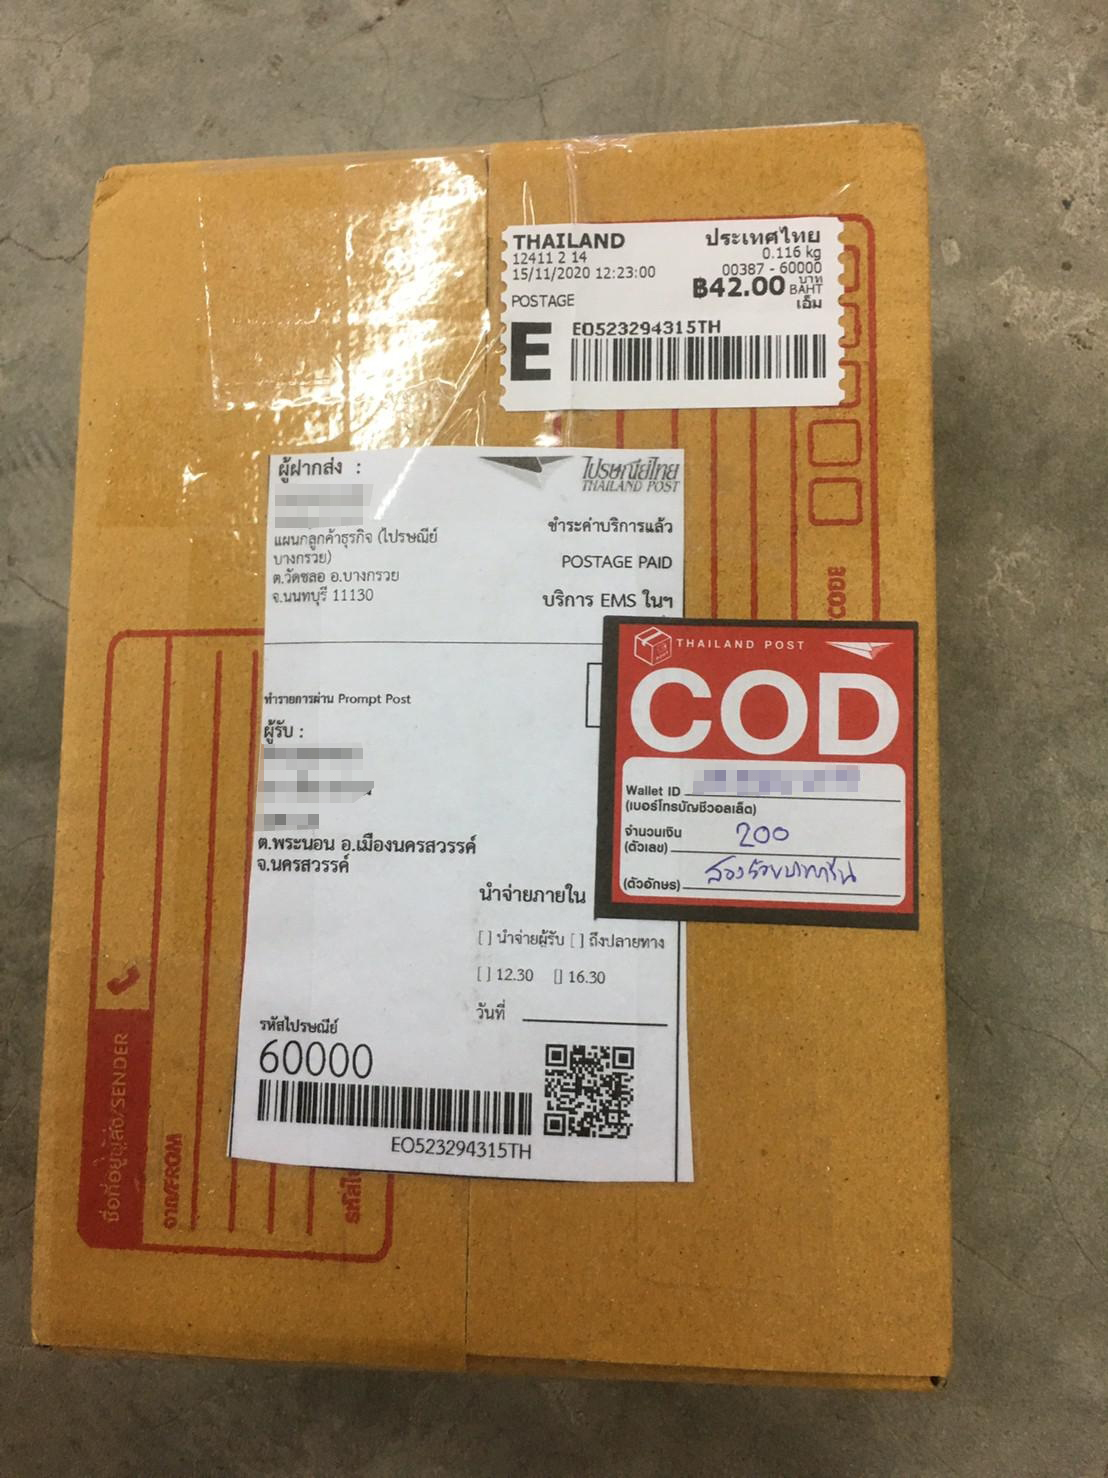 THAILAND ประเทศไทย
12411 2 14 0.116 kg
15/11/2020 12:23:00 00387 - 60000
฿42.00 บาท BAHT
POSTAGE เอ็ม
E EO523294315TH
ผู้ฝากส่ง :
ไปรษณีย์ไทย
THAILAND POST
แผนกลูกค้าธุรกิจ (ไปรษณีย์
บางกรวย)
ต.วัดชลอ อ.บางกรวย
จ.นนทบุรี 11130
ชำระค่าบริการแล้ว
POSTAGE PAID
บริการ EMS ในฯ
ทำรายการผ่าน Prompt Post
ผู้รับ :
ต.พระนอน อ.เมืองนครสวรรค์
จ.นครสวรรค์
นำจ่ายภายใน
[ ] นำจ่ายผู้รับ [ ] ถึงปลายทาง
[ ] 12.30 [] 16.30
วันที่
รหัสไปรษณีย์
60000
EO523294315TH
THAILAND POST
COD
Wallet ID
(เบอร์โทรบัญชีวอลเล็ต)
จำนวนเงิน 200
(ตัวเลข)
(ตัวอักษร) สองร้อยบาทถ้วน
CODE
ชื่อที่อยู่ผู้ส่ง/SENDER
จาก/FROM
รหัสไป